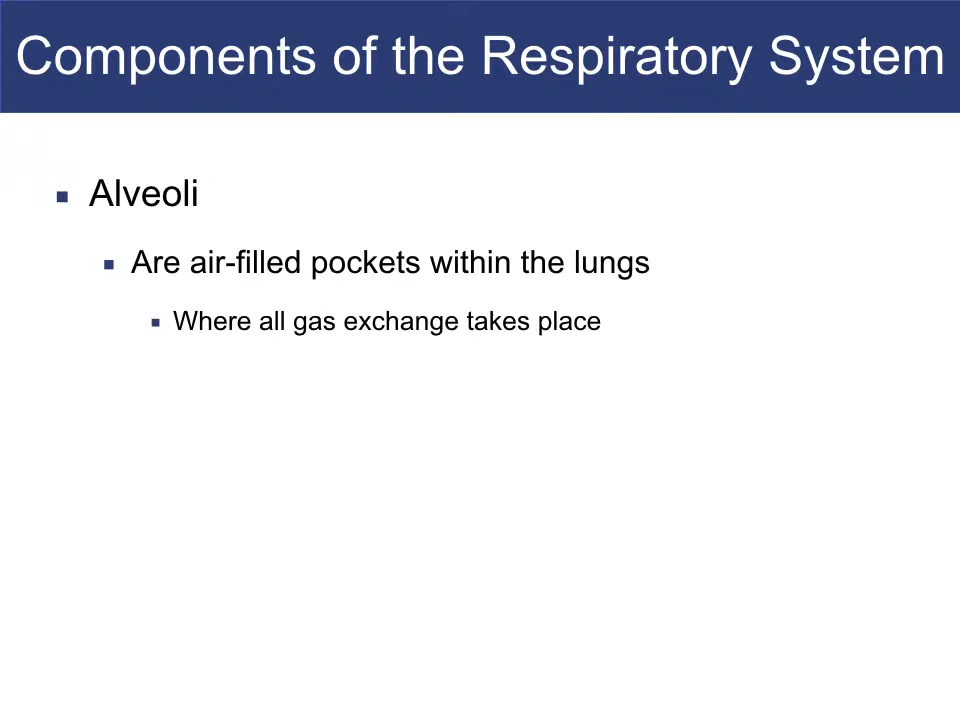 Components of the Respiratory System
Alveoli
Are air-filled pockets within the lungs
Where all gas exchange takes place